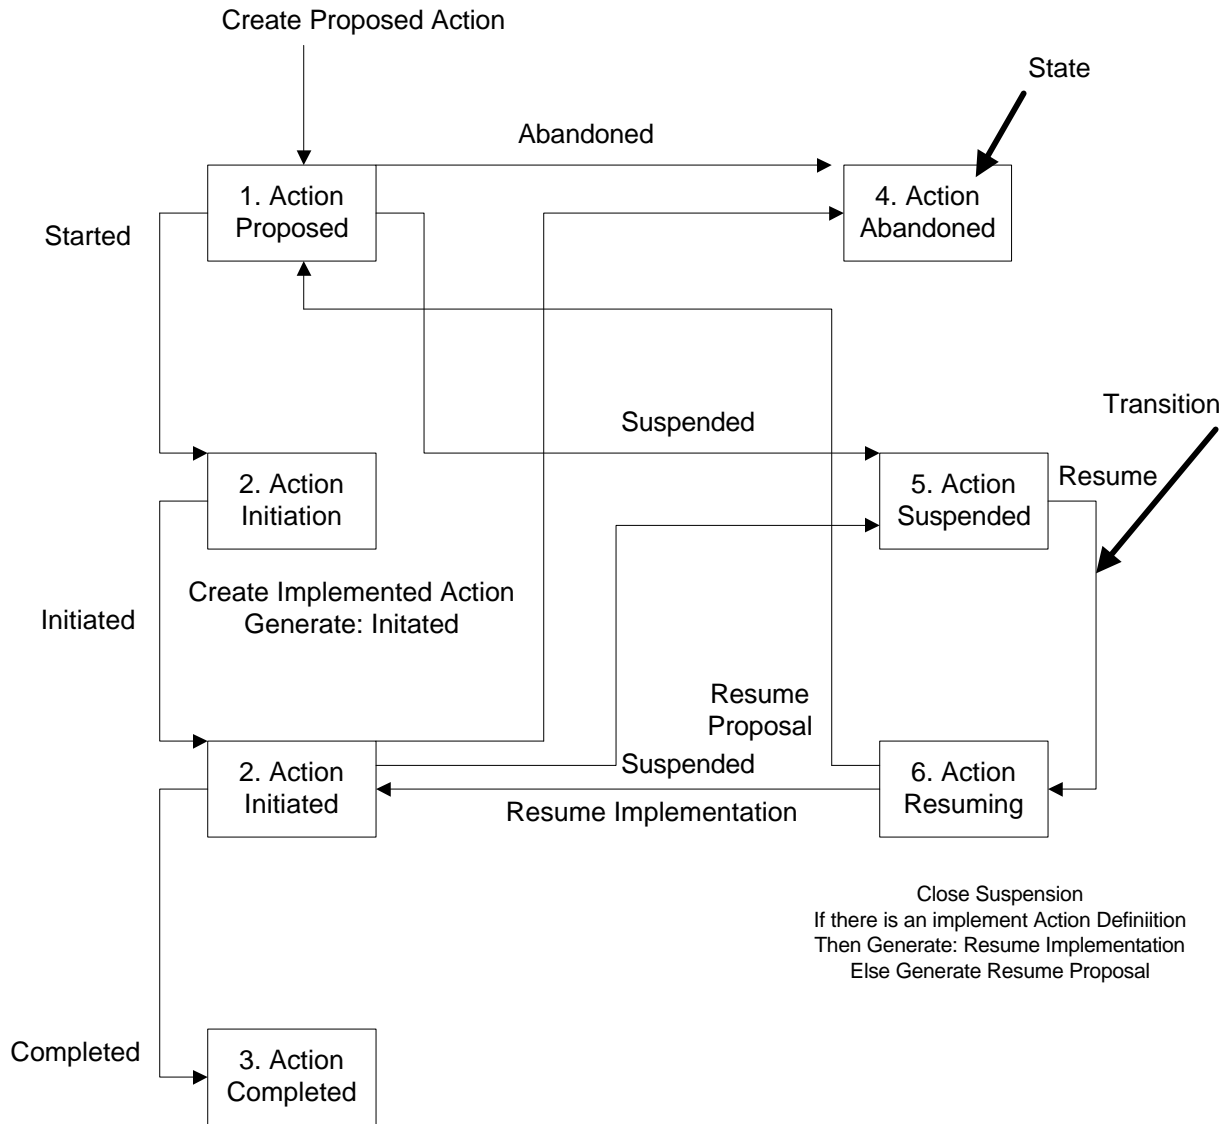 Create Proposed Action
State
Abandoned
1. Action
Proposed
4. Action
Abandoned
Started
Transition
Suspended
Resume
2. Action
Initiation
5. Action
Suspended
Create Implemented Action
Generate: Initated
Initiated
Resume
Proposal
2. Action
Initiated
Suspended
6. Action
Resuming
Resume Implementation
Close Suspension
If there is an implement Action Definiition
Then Generate: Resume Implementation
Else Generate Resume Proposal
Completed
3. Action
Completed